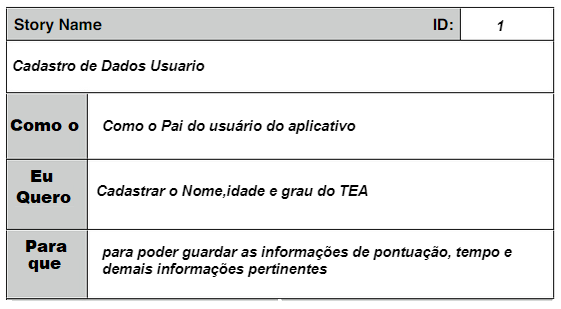 Story Name ID: 1
Cadastro de Dados Usuario
Como o Como o Pai do usuário do aplicativo
Eu
Quero
Cadastrar o Nome,idade e grau do TEA
Para
que
para poder guardar as informações de pontuação, tempo e
demais informações pertinentes